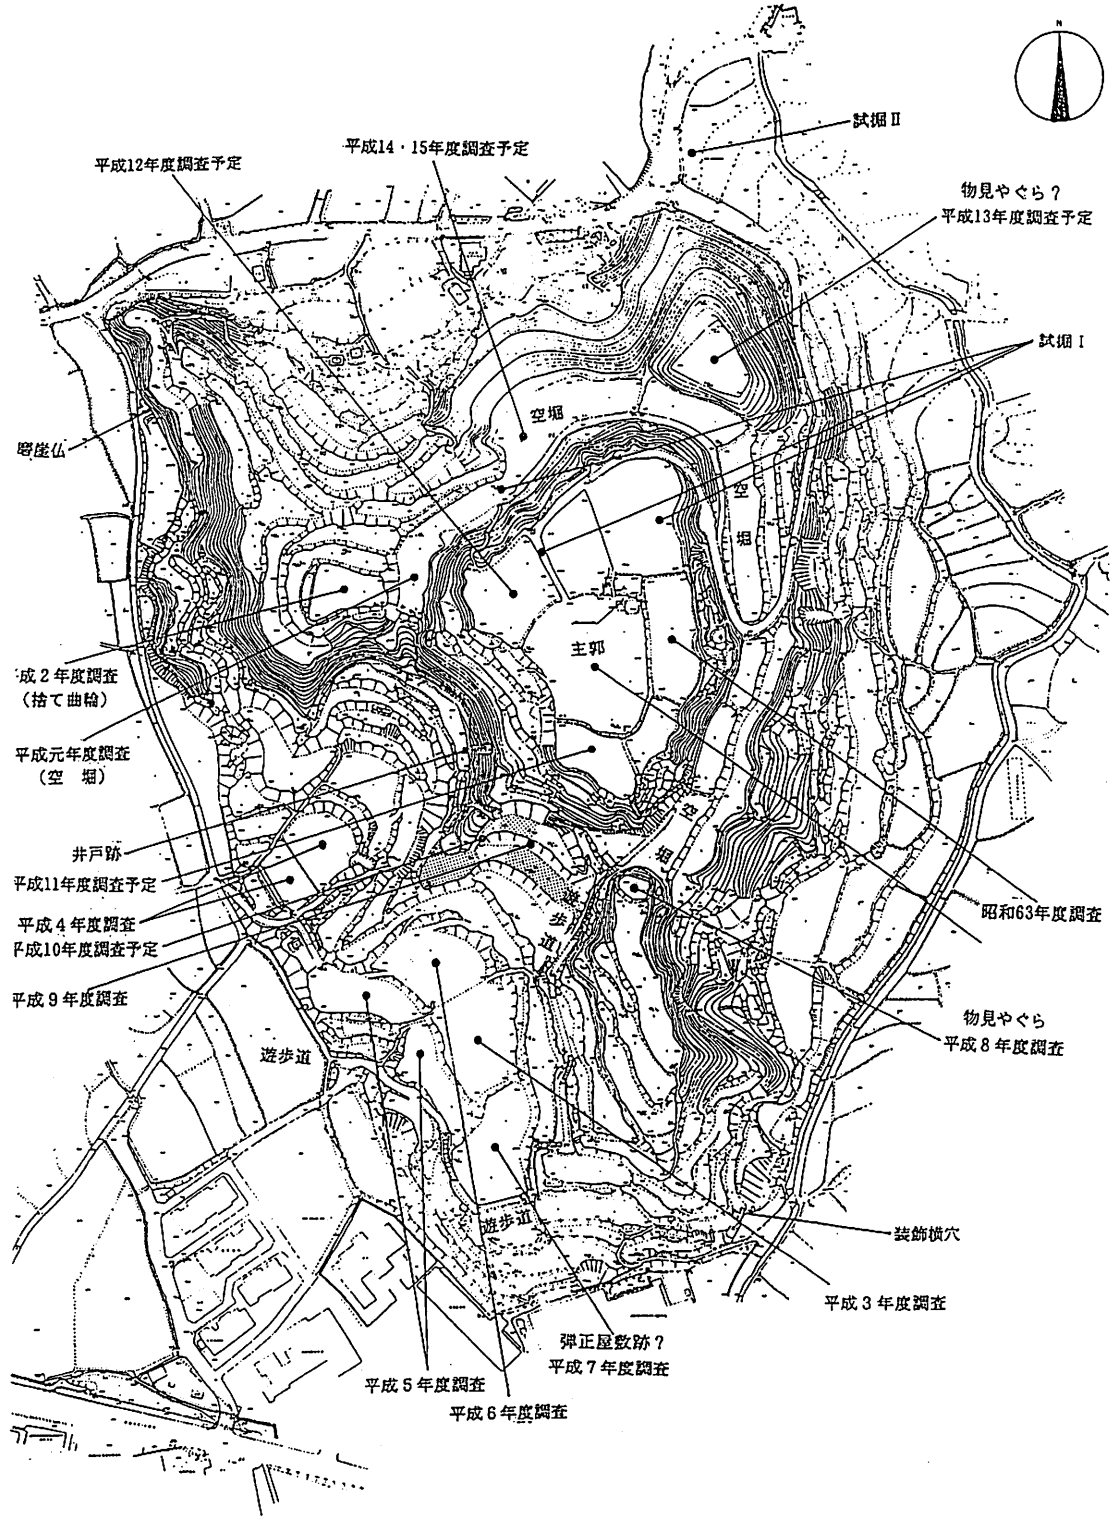 N
試掘Ⅱ
平成14・15年度調査予定
平成12年度調査予定
物見やぐら？
平成13年度調査予定
試掘Ⅰ
空堀
磨崖仏
空
堀
主郭
成2年度調査
（捨て曲輪）
平成元年度調査
（空　堀）
空
堀
井戸跡
平成11年度調査予定
昭和63年度調査
平成4年度調査
平成10年度調査予定
遊
歩
道
平成9年度調査
物見やぐら
平成8年度調査
遊歩道
遊歩道
装飾横穴
平成3年度調査
弾正屋敷跡？
平成7年度調査
平成5年度調査
平成6年度調査